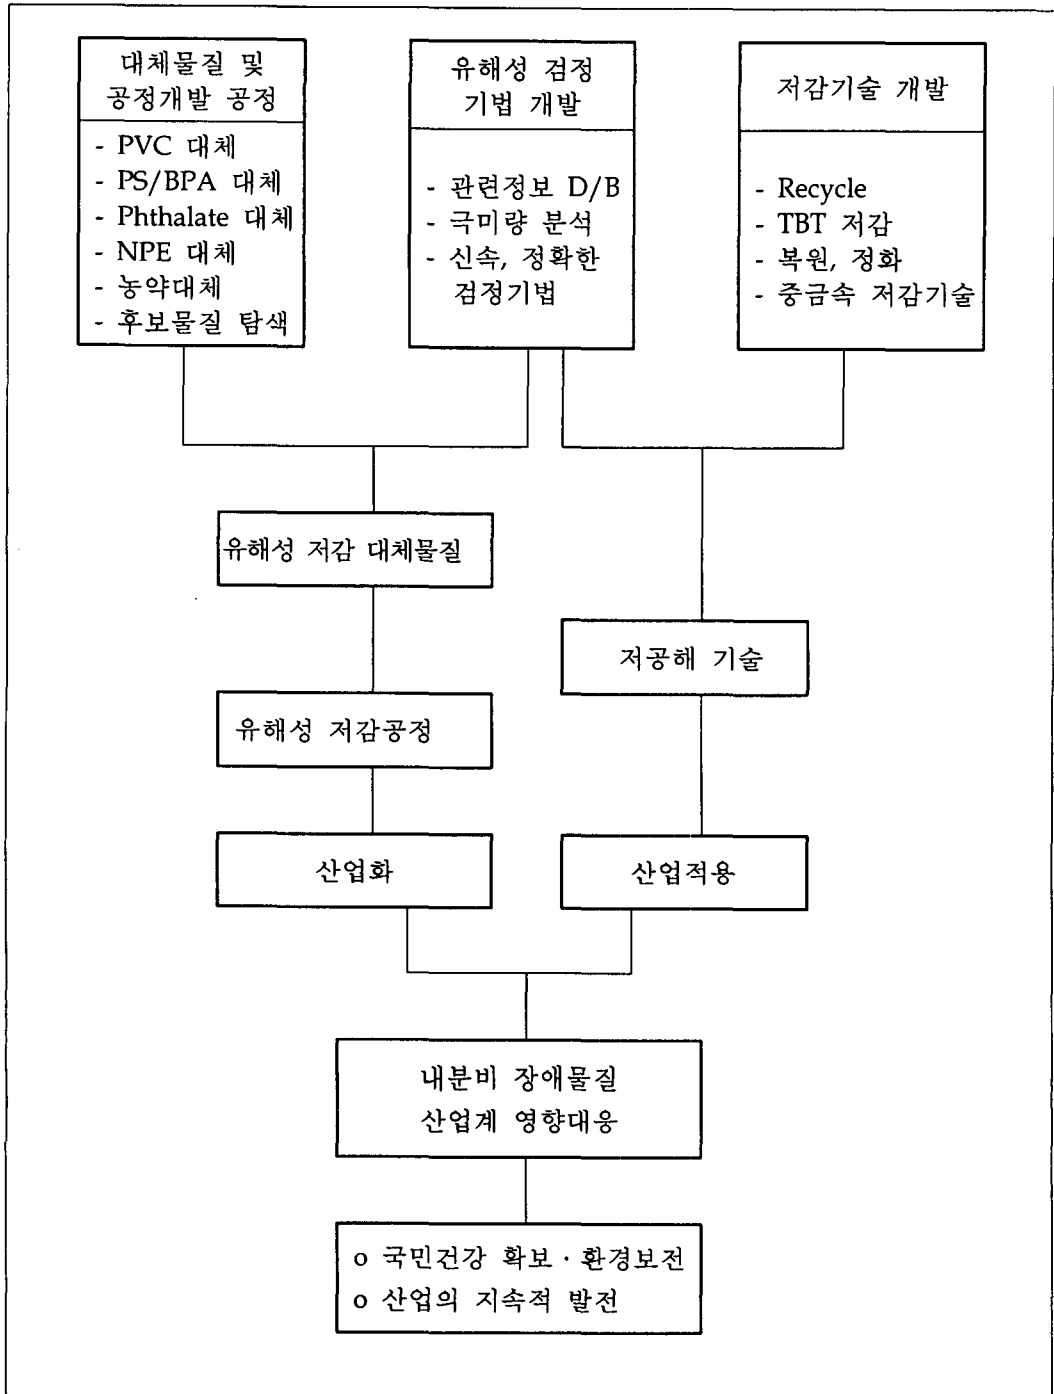 대체물질 및
공정개발 공정
- PVC 대체
- PS/BPA 대체
- Phthalate 대체
- NPE 대체
- 농약대체
- 후보물질 탐색
유해성 검정
기법 개발
- 관련정보 D/B
- 극미량 분석
- 신속, 정확한
검정기법
저감기술 개발
- Recycle
- TBT 저감
- 복원, 정화
- 중금속 저감기술
유해성 저감 대체물질
저공해 기술
유해성 저감공정
산업화
산업적용
내분비 장애물질
산업계 영향대응
o 국민건강 확보 · 환경보전
o 산업의 지속적 발전